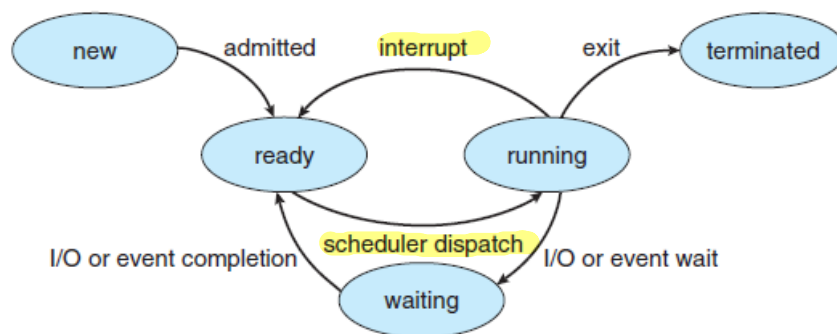 new
admitted
interrupt
exit
terminated
ready
running
scheduler dispatch
I/O or event completion
I/O or event wait
waiting